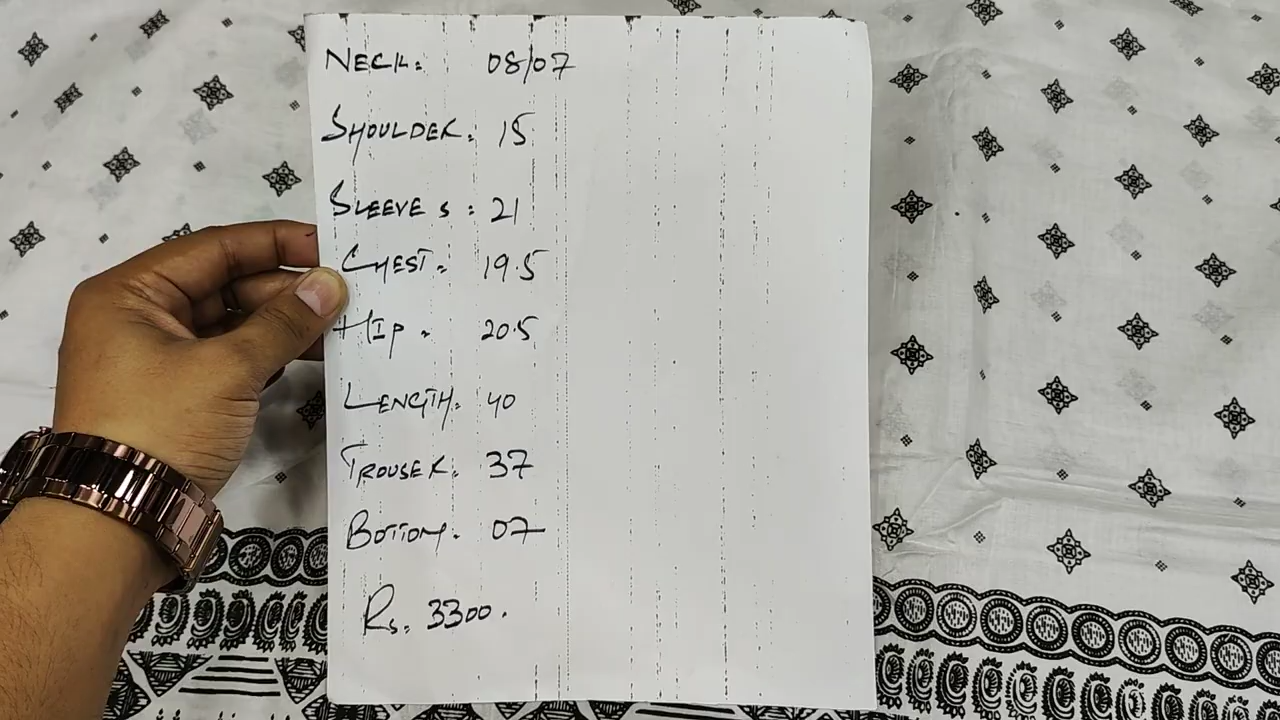 NECK: 08/07
SHOULDER: 15
SLEEVES: 21
CHEST: 19.5
HIP: 20.5
LENGTH: 40
TROUSER: 37
BOTTOM: 07
Rs. 3300.